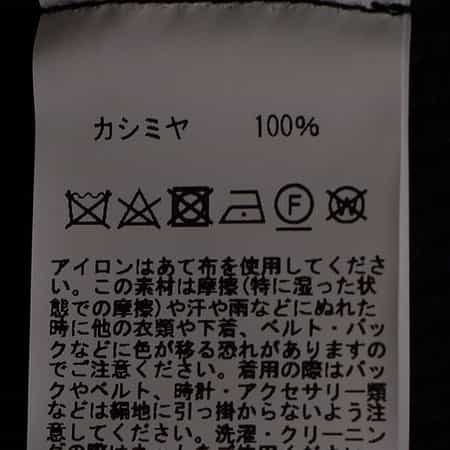 カシミヤ 100%
F
W
アイロンはあて布を使用してくださ
い。この素材は摩擦(特に湿った状
態での摩擦)や汗や雨などにぬれた
時に他の衣類や下着、ベルト・バッ
グなどに色が移る恐れがありますの
でご注意ください。着用の際はバッ
グやベルト、時計・アクセサリー類
などは編地に引っ掛からないよう注
意してください。洗濯・クリーニン